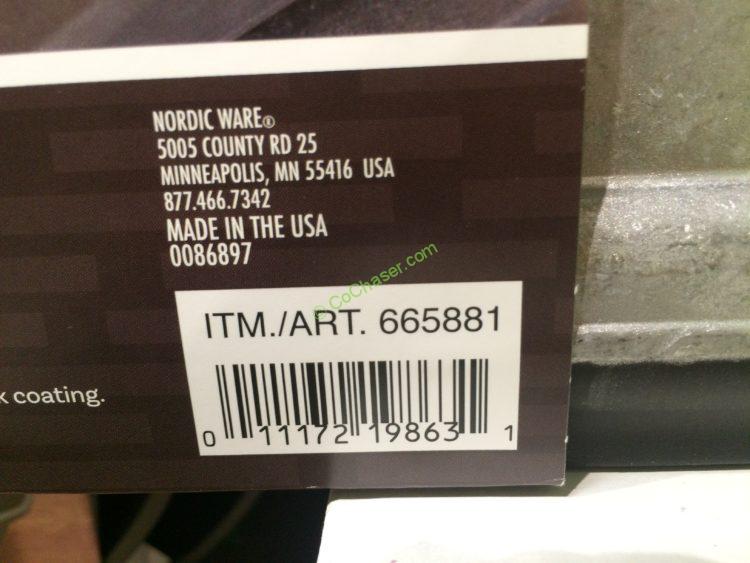 NORDIC WARE®
5005 COUNTY RD 25
MINNEAPOLIS, MN 55416 USA
877.466.7342
MADE IN THE USA
0086897
© CoChaser.com
ITM./ART. 665881
coating.
0 11172 19863 1